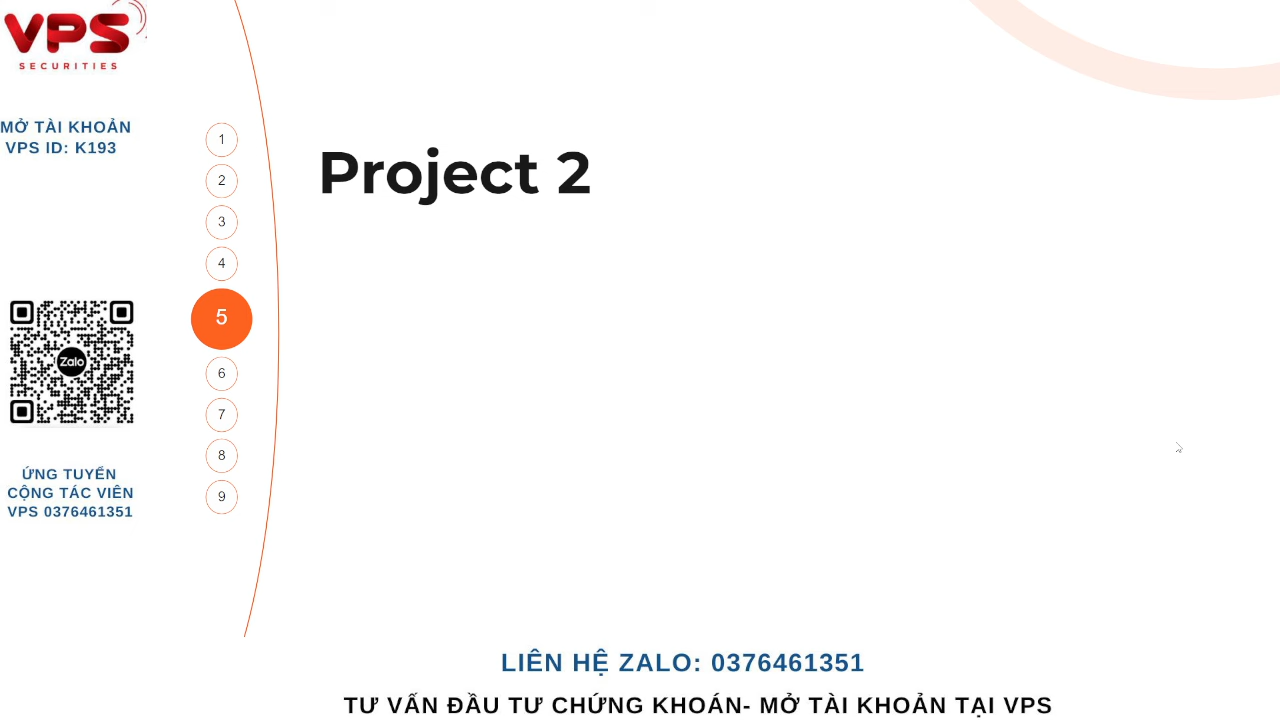 VPS
SECURITIES
MỞ TÀI KHOẢN
VPS ID: K193
Zalo
ỨNG TUYỂN
CỘNG TÁC VIÊN
VPS 0376461351
1
2
3
4
5
6
7
8
9
Project 2
LIÊN HỆ ZALO: 0376461351
TƯ VẤN ĐẦU TƯ CHỨNG KHOÁN- MỞ TÀI KHOẢN TẠI VPS